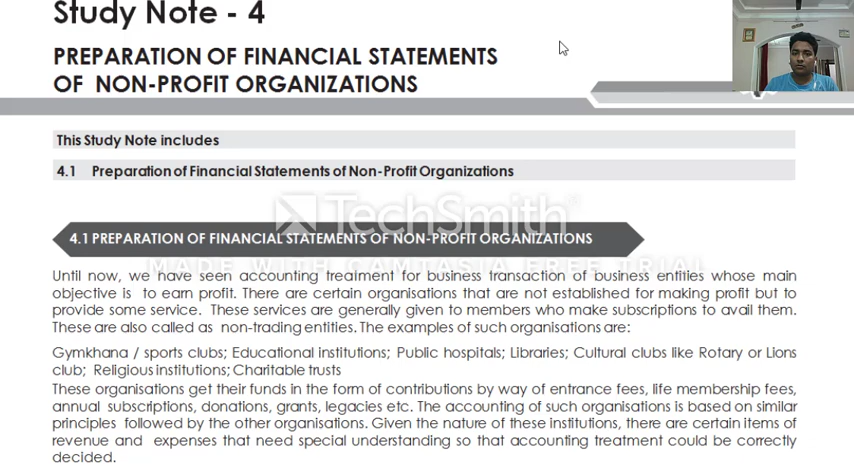 Study Note - 4
PREPARATION OF FINANCIAL STATEMENTS
OF NON-PROFIT ORGANIZATIONS
This Study Note includes
4.1 Preparation of Financial Statements of Non-Profit Organizations
TechSmith
4.1 PREPARATION OF FINANCIAL STATEMENTS OF NON-PROFIT ORGANIZATIONS
MADE WITH CAMTASIA FREE TRIAL
Until now, we have seen accounting treatment for business transaction of business entities whose main
objective is to earn profit. There are certain organisations that are not established for making profit but to
provide some service. These services are generally given to members who make subscriptions to avail them.
These are also called as non-trading entities. The examples of such organisations are:
Gymkhana / sports clubs; Educational institutions; Public hospitals; Libraries; Cultural clubs like Rotary or Lions
club; Religious institutions; Charitable trusts
These organisations get their funds in the form of contributions by way of entrance fees, life membership fees,
annual subscriptions, donations, grants, legacies etc. The accounting of such organisations is based on similar
principles followed by the other organisations. Given the nature of these institutions, there are certain items of
revenue and expenses that need special understanding so that accounting treatment could be correctly
decided.